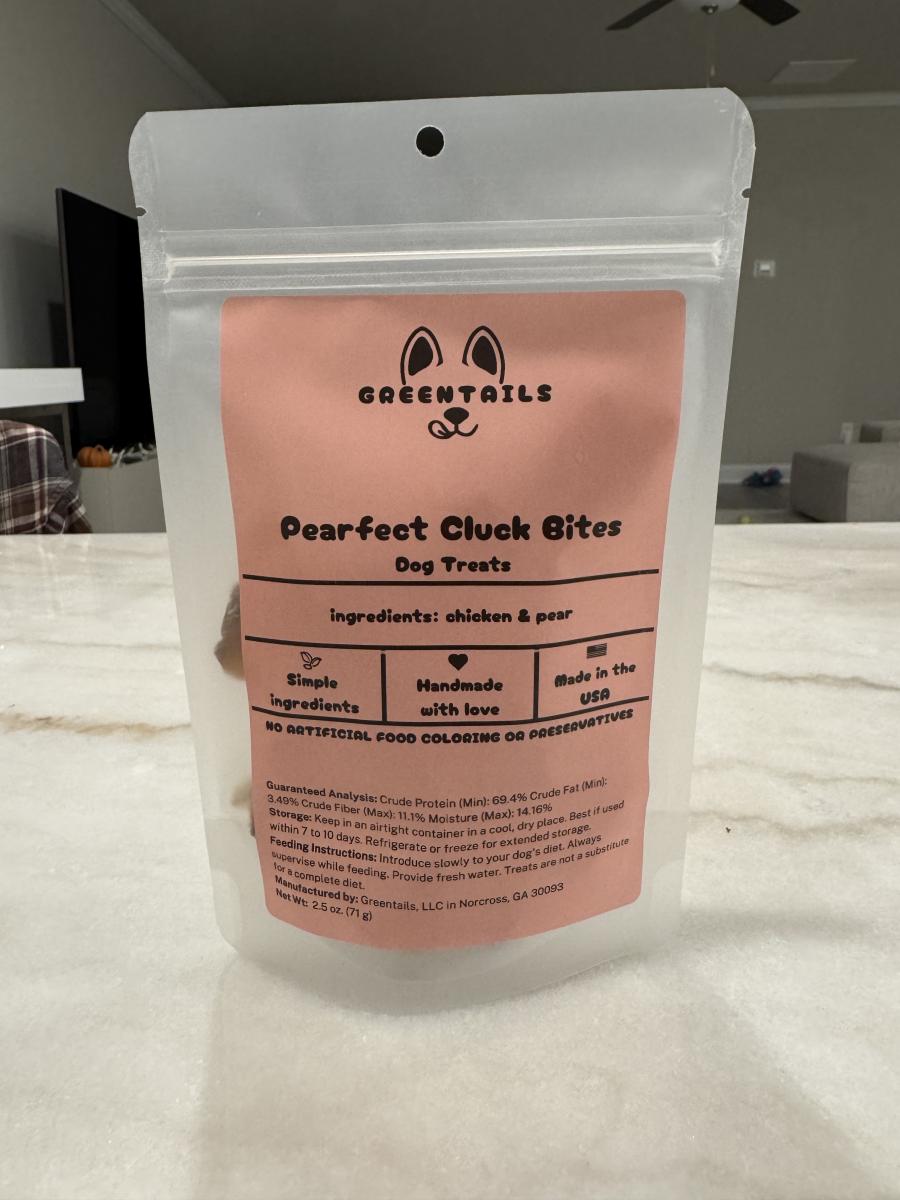 GREENTAILS
Pearfect Cluck Bites
Dog Treats
ingredients: chicken & pear
Simple
ingredients
Handmade
with love
Made in the
USA
NO ARTIFICIAL FOOD COLORING OR PRESERVATIVES
Guaranteed Analysis: Crude Protein (Min): 69.4% Crude Fat (Min):
3.49% Crude Fiber (Max): 11.1% Moisture (Max): 14.16%
Storage: Keep in an airtight container in a cool, dry place. Best if used
within 7 to 10 days. Refrigerate or freeze for extended storage.
Feeding Instructions: Introduce slowly to your dog's diet. Always
supervise while feeding. Provide fresh water. Treats are not a substitute
for a complete diet.
Manufactured by: Greentails, LLC in Norcross, GA 30093
Net Wt: 2.5 oz. (71 g)